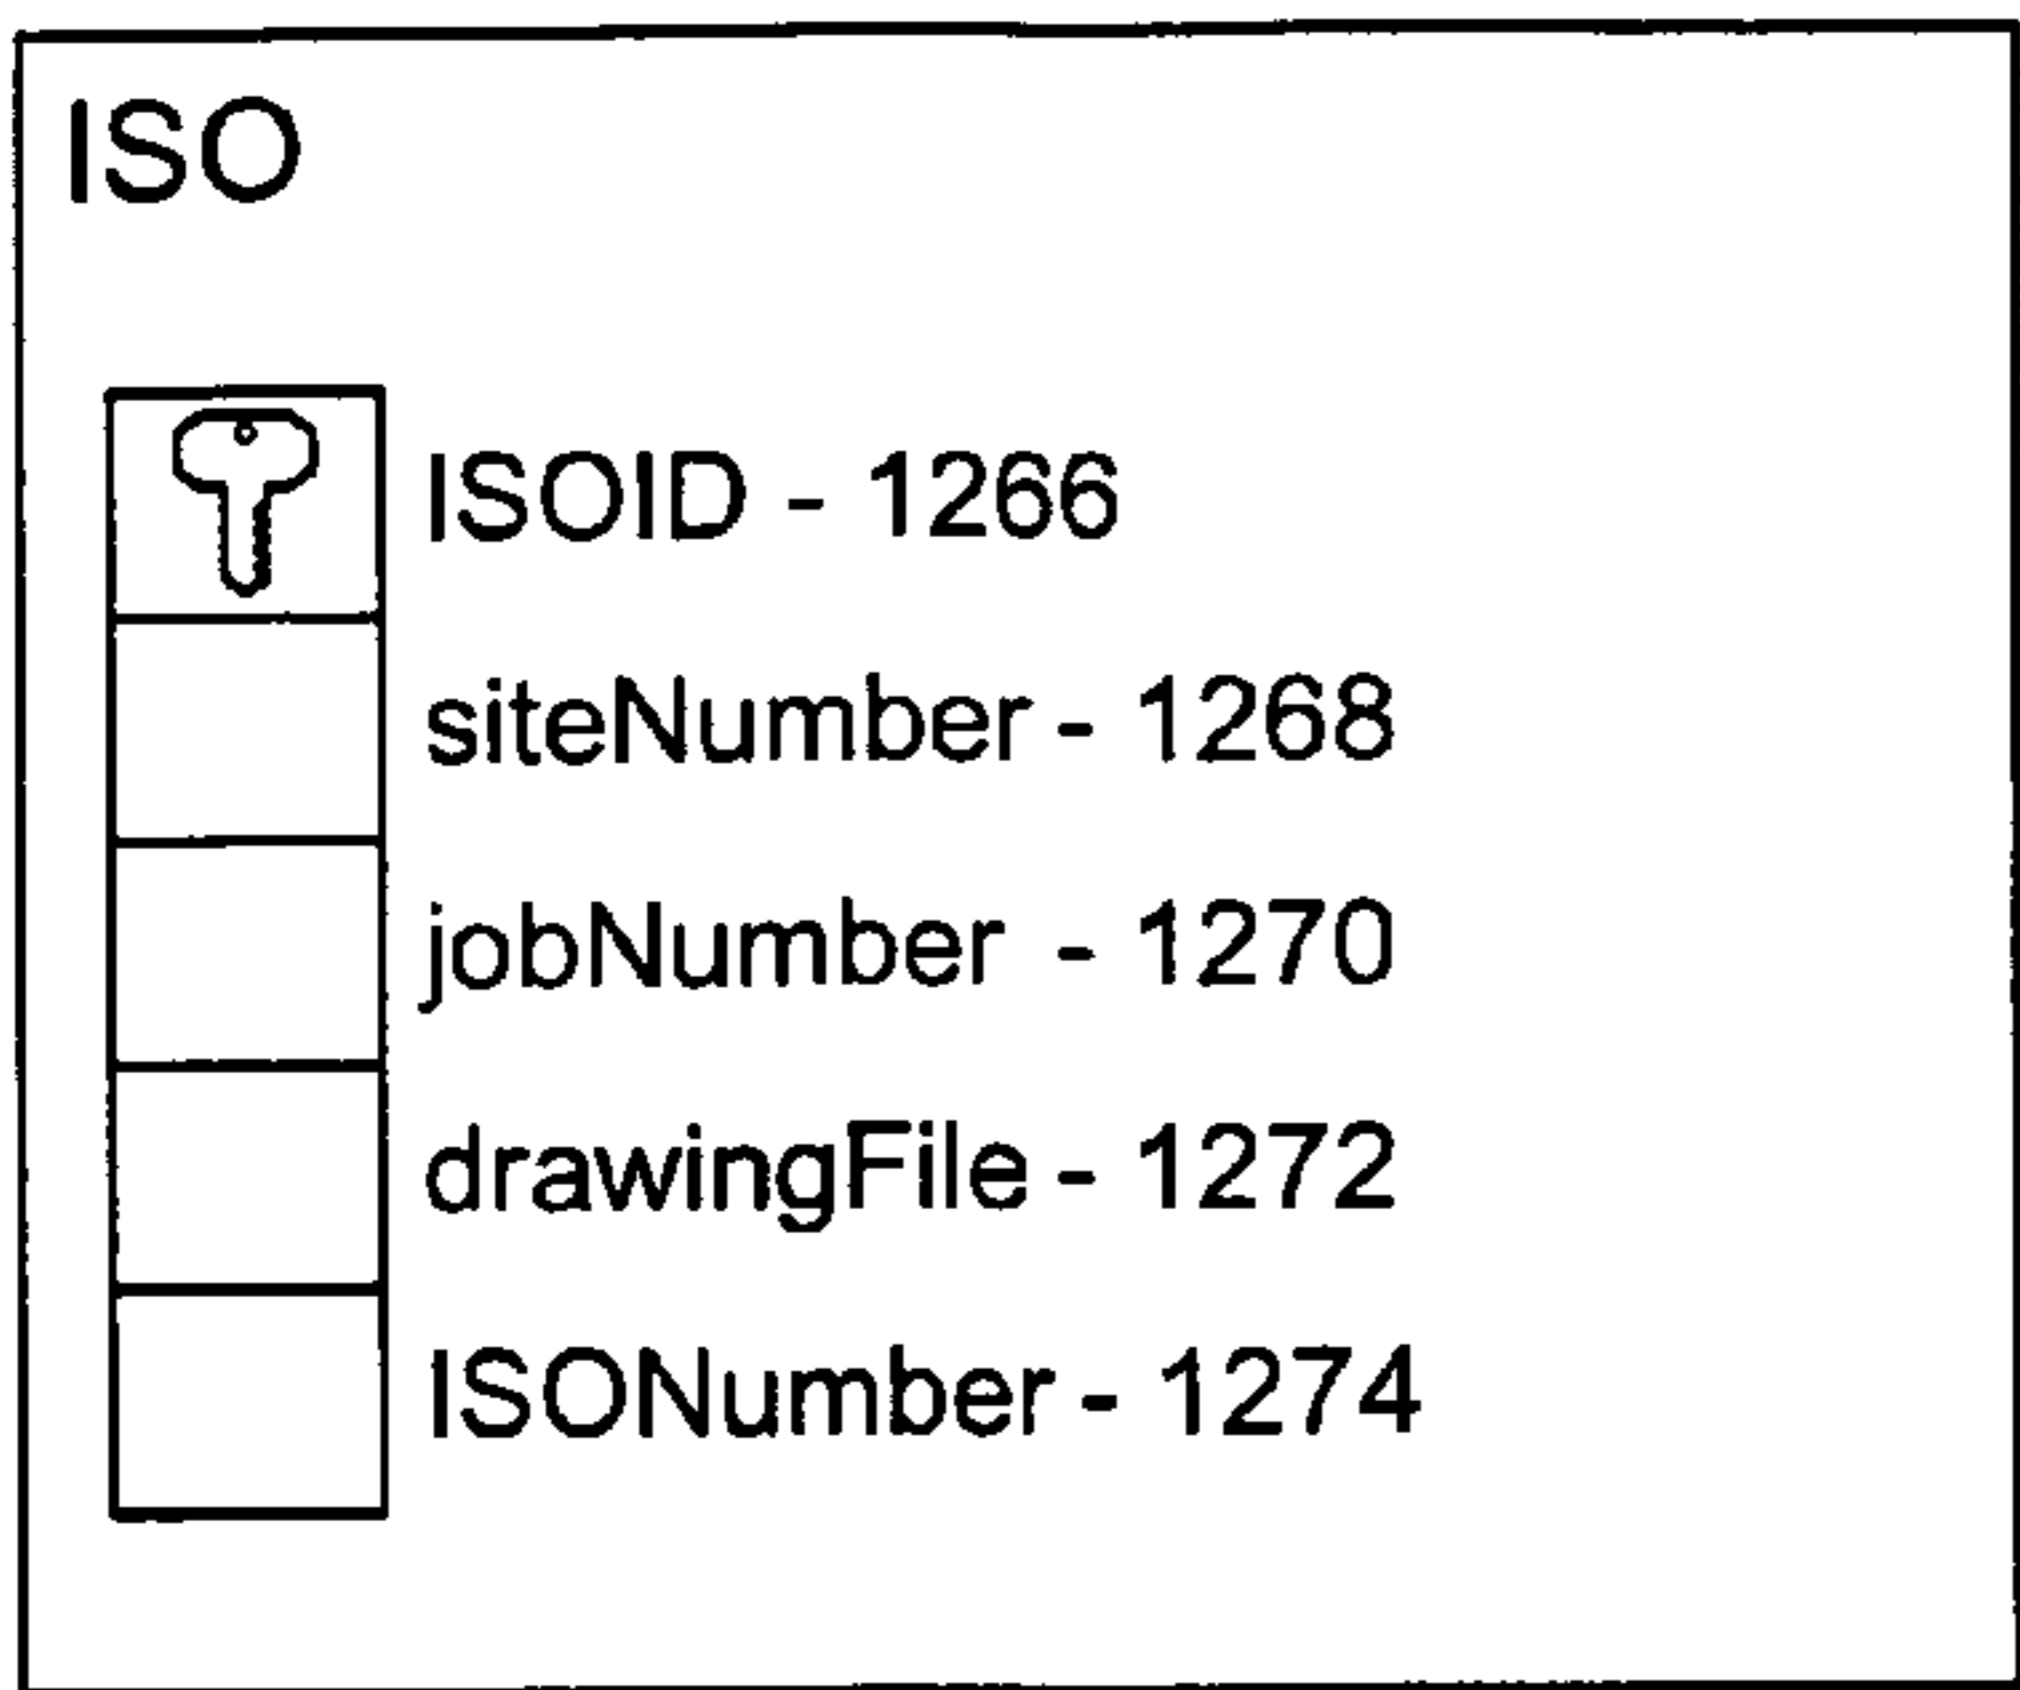 ISO
ISOID - 1266
siteNumber - 1268
jobNumber - 1270
drawingFile - 1272
ISONumber - 1274